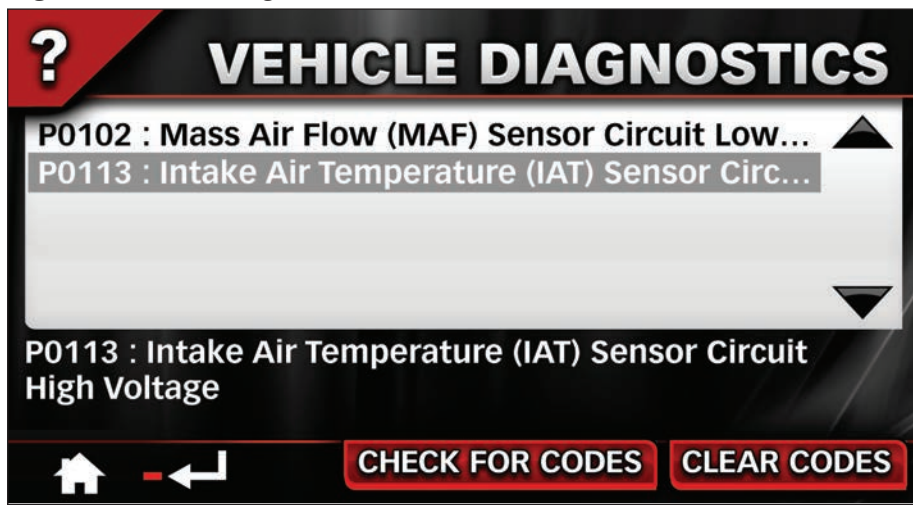 ?
VEHICLE DIAGNOSTICS
P0102 : Mass Air Flow (MAF) Sensor Circuit Low...
P0113 : Intake Air Temperature (IAT) Sensor Circ...
P0113 : Intake Air Temperature (IAT) Sensor Circuit
High Voltage
CHECK FOR CODES CLEAR CODES